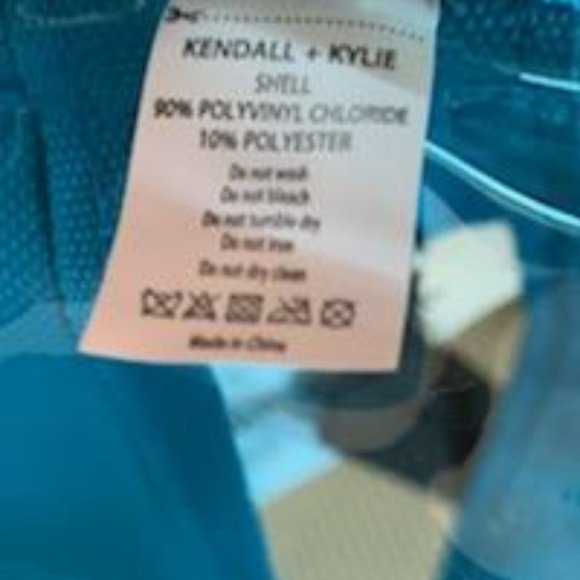 KENDALL + KYLIE
SHELL
90% POLYVINYL CHLORIDE
10% POLYESTER
Do not wash
Do not bleach
Do not tumble dry
Do not iron
Do not dry clean
Made in China